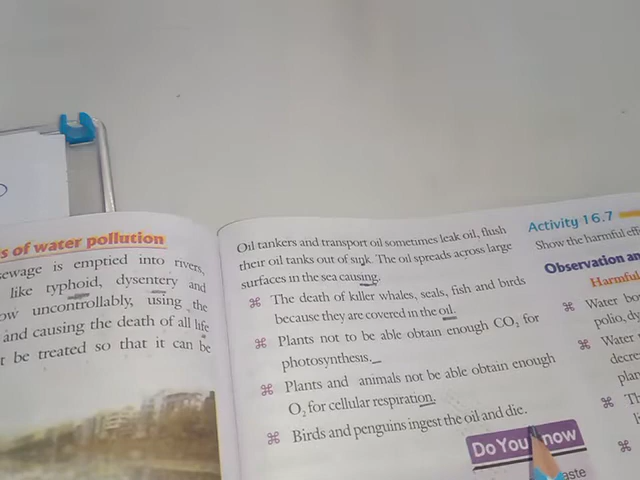 s of water pollution
sewage is emptied into rivers,
like typhoid, dysentery and
ow uncontrollably, using the
and causing the death of all life
t be treated so that it can be
Oil tankers and transport oil sometimes leak oil, flush
their oil tanks out of sink. The oil spreads across large
surfaces in the sea causing.
⌘ The death of killer whales, seals, fish and birds
because they are covered in the oil.
⌘ Plants not to be able obtain enough CO₂ for
photosynthesis.
⌘ Plants and animals not be able obtain enough
O₂ for cellular respiration.
⌘ Birds and penguins ingest the oil and die.
Do You now
aste
Activity 16.7
Show the harmful effe
Observation an
Harmful
⌘ Water bo
polio, dy
⌘ Water
decre
plan
⌘ Th